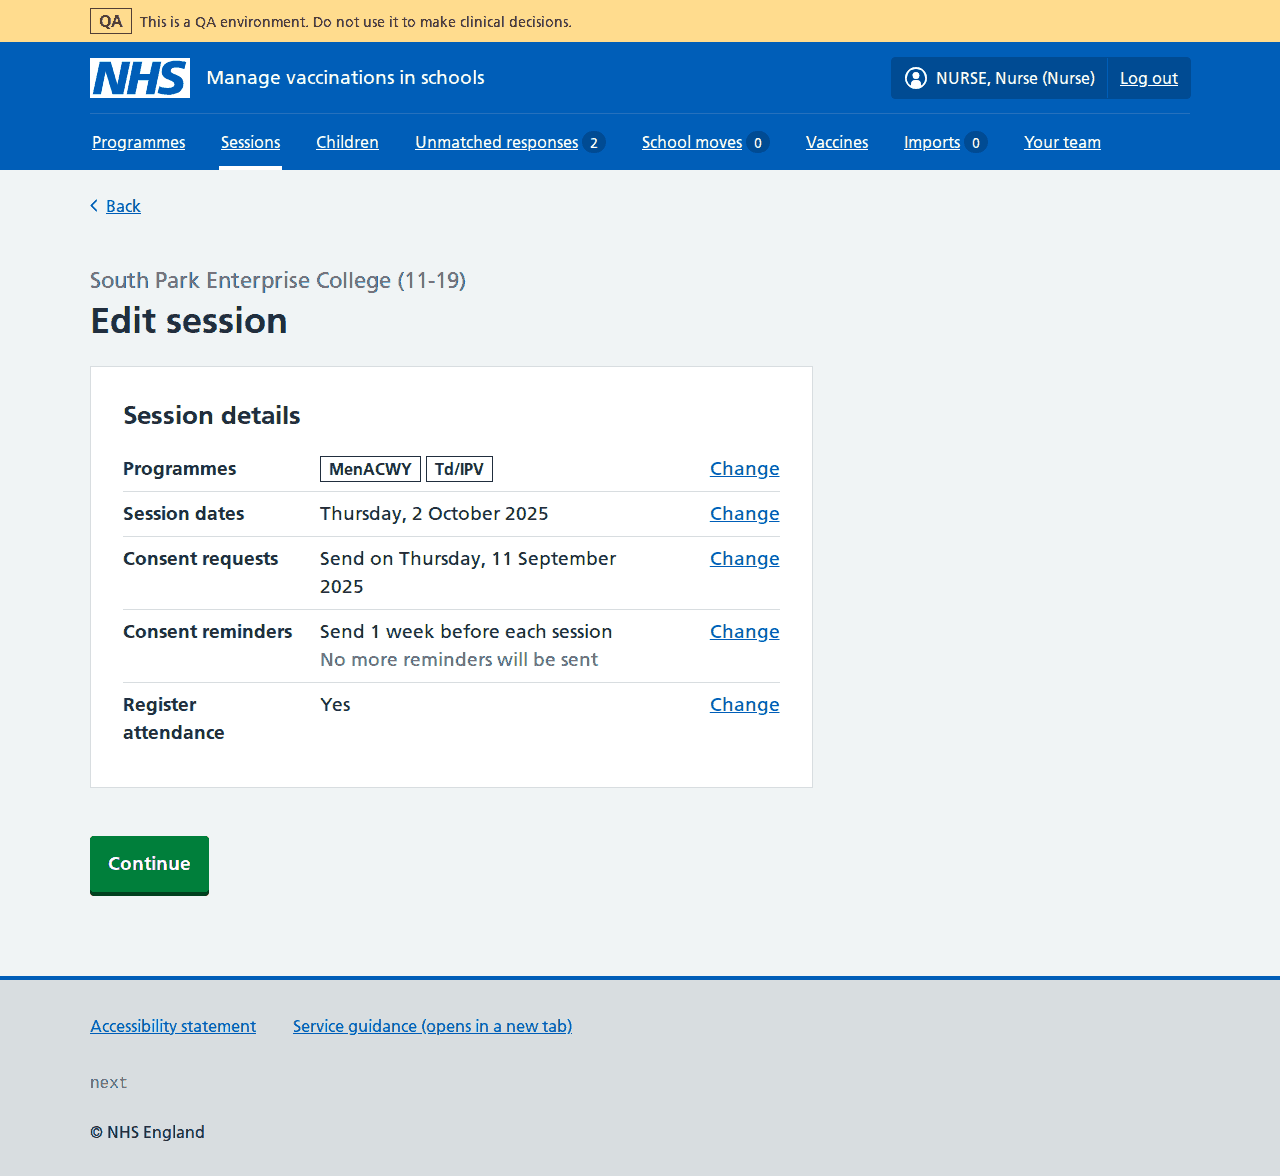 QA This is a QA environment. Do not use it to make clinical decisions.
NHS Manage vaccinations in schools NURSE, Nurse (Nurse) Log out
Programmes Sessions Children Unmatched responses 2 School moves 0 Vaccines Imports 0 Your team
Back
South Park Enterprise College (11-19)
Edit session
Session details
Programmes MenACWY Td/IPV Change
Session dates Thursday, 2 October 2025 Change
Consent requests Send on Thursday, 11 September Change
2025
Consent reminders Send 1 week before each session Change
No more reminders will be sent
Register Yes Change
attendance
Continue
Accessibility statement Service guidance (opens in a new tab)
next
© NHS England